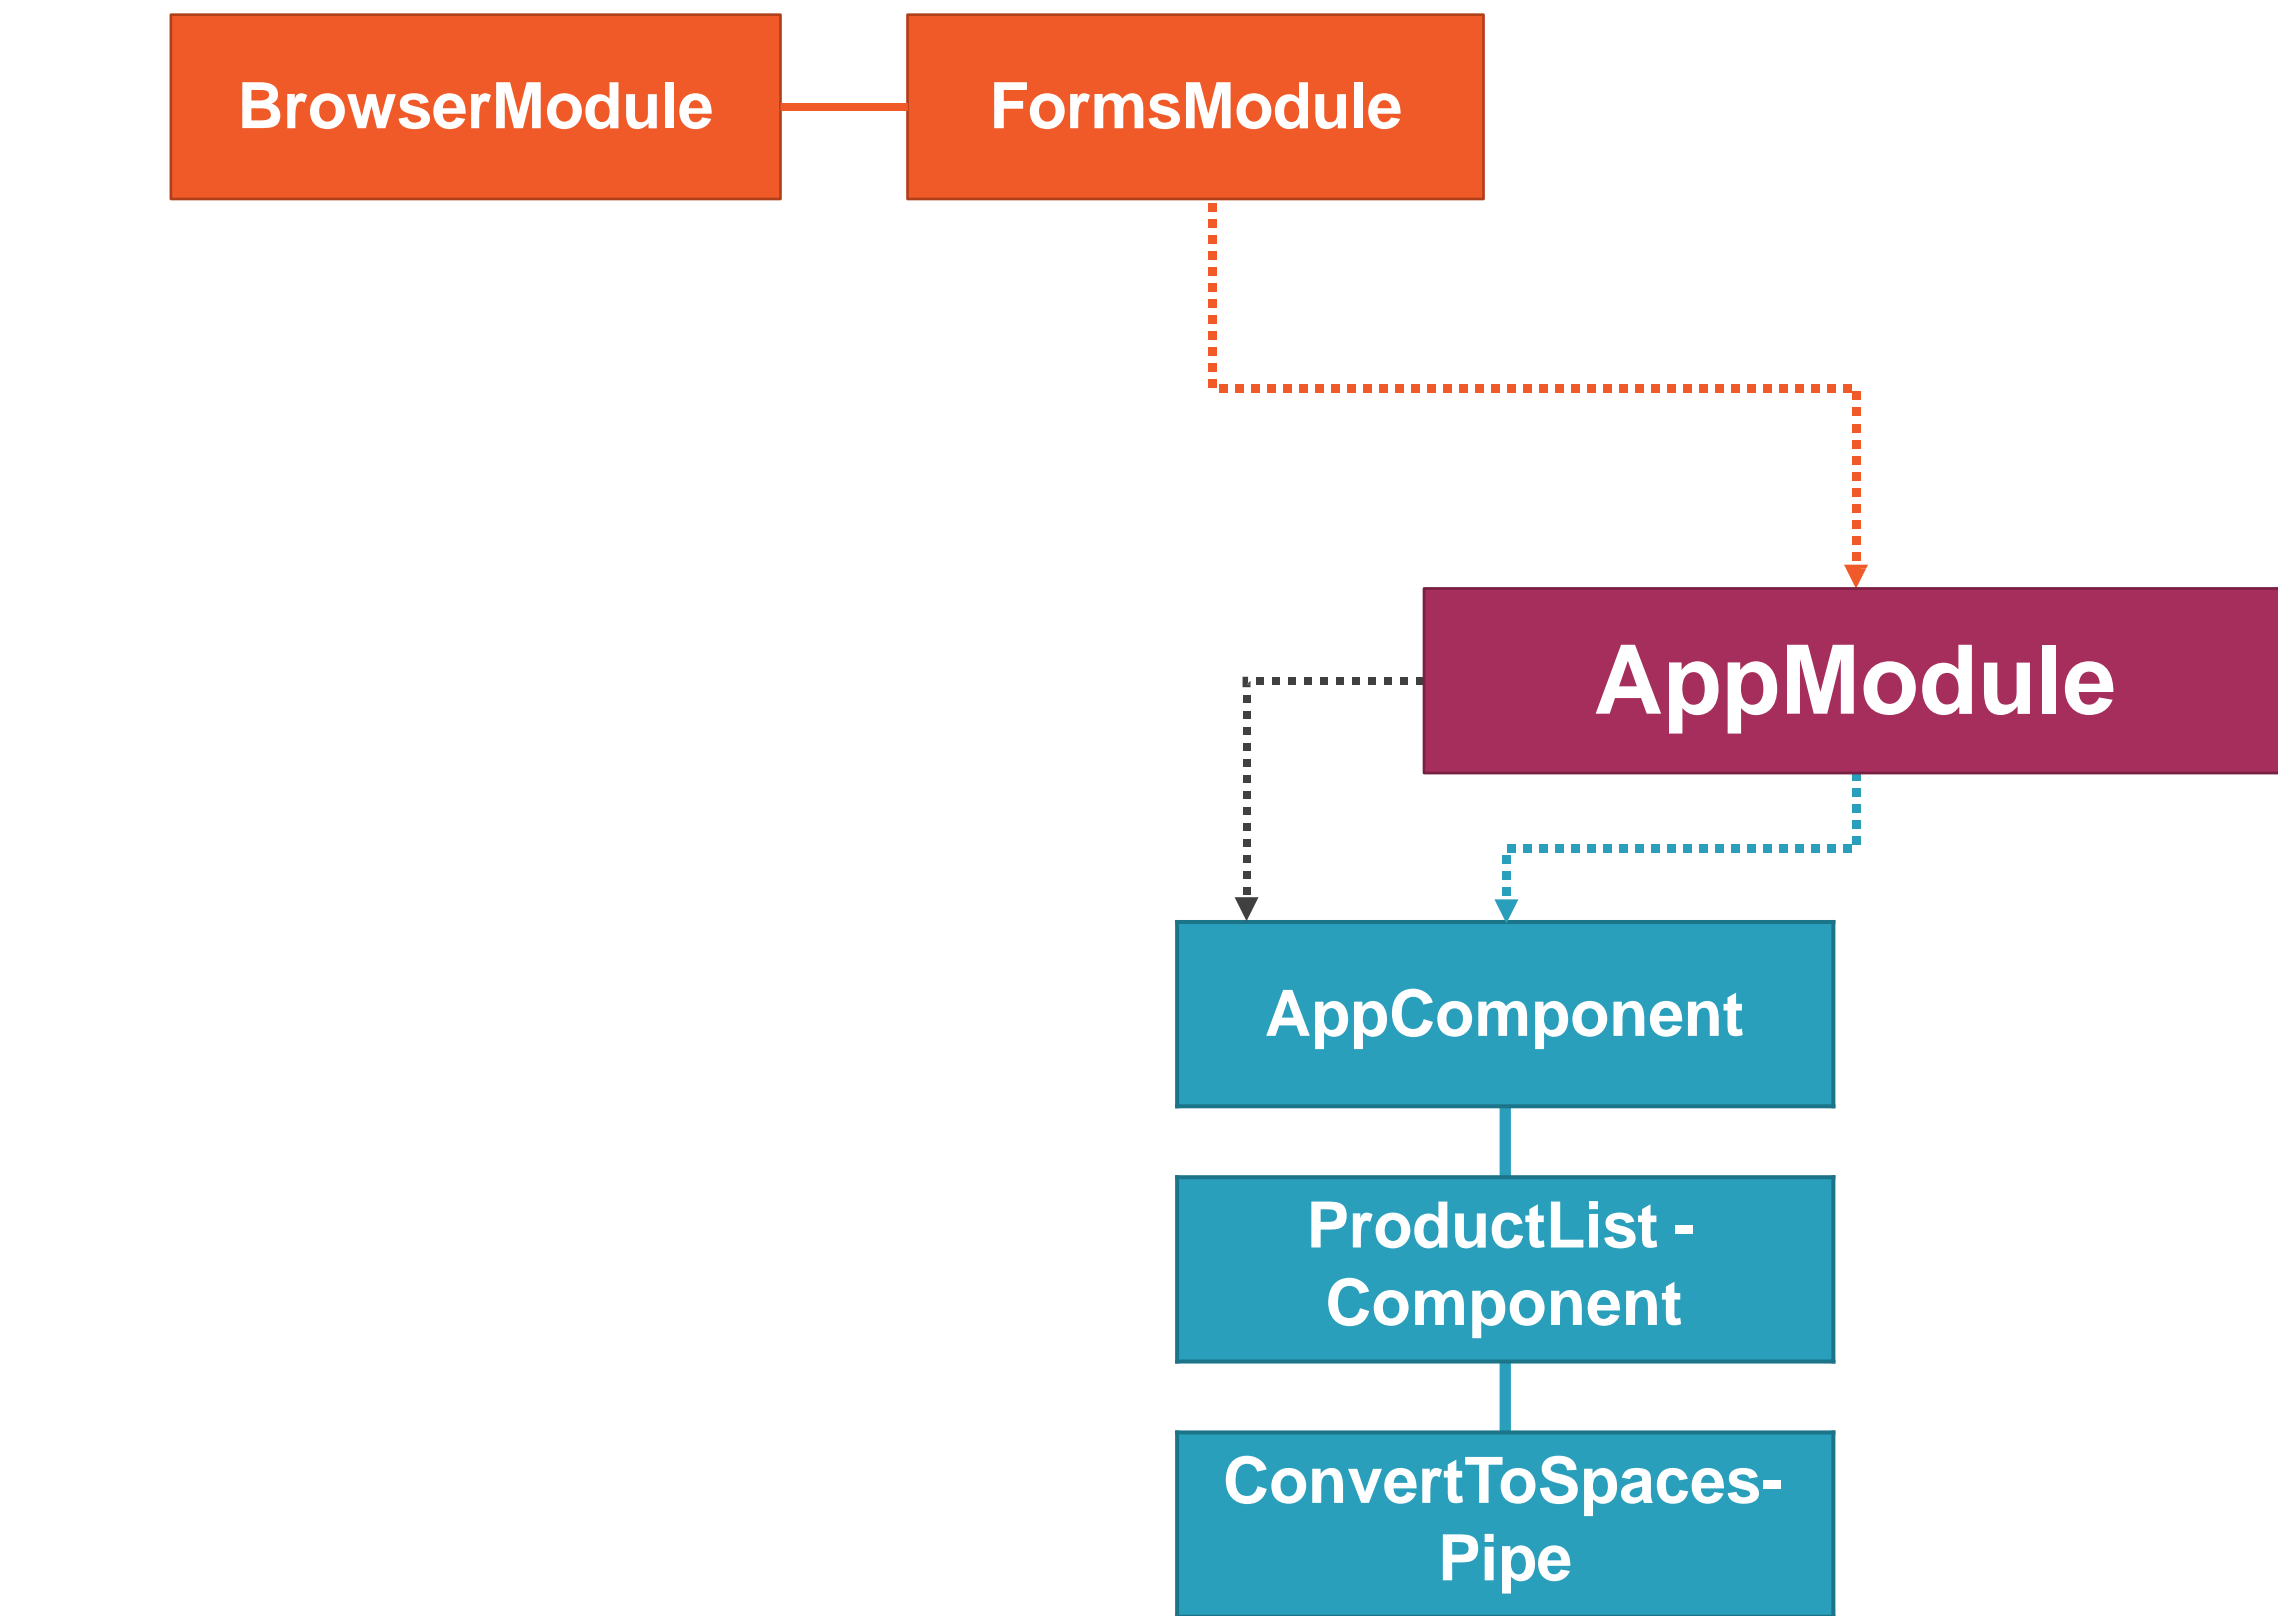 BrowserModule
FormsModule
AppModule
AppComponent
ProductList -
Component
ConvertToSpaces-
Pipe